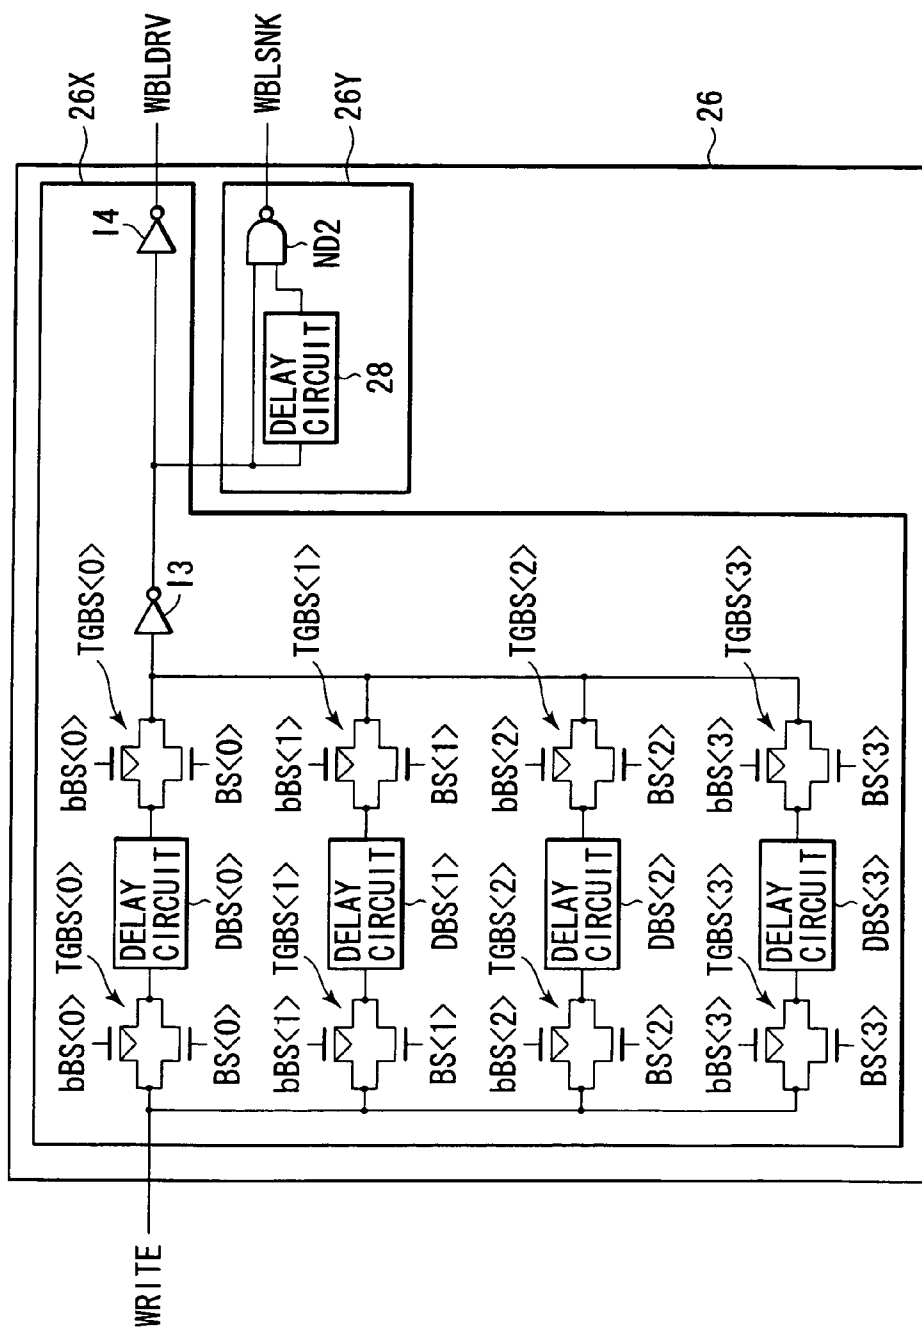 WRITE
bBS<0>
TGBS<0>
BS<0>
DELAY
CIRCUIT
DBS<0>
bBS<0>
TGBS<0>
BS<0>
I3
I4
26X
WBLDRV
bBS<1>
TGBS<1>
BS<1>
DELAY
CIRCUIT
DBS<1>
bBS<1>
TGBS<1>
BS<1>
DELAY
CIRCUIT
28
ND2
WBLSNK
26Y
bBS<2>
TGBS<2>
BS<2>
DELAY
CIRCUIT
DBS<2>
bBS<2>
TGBS<2>
BS<2>
bBS<3>
TGBS<3>
BS<3>
DELAY
CIRCUIT
DBS<3>
bBS<3>
TGBS<3>
BS<3>
26